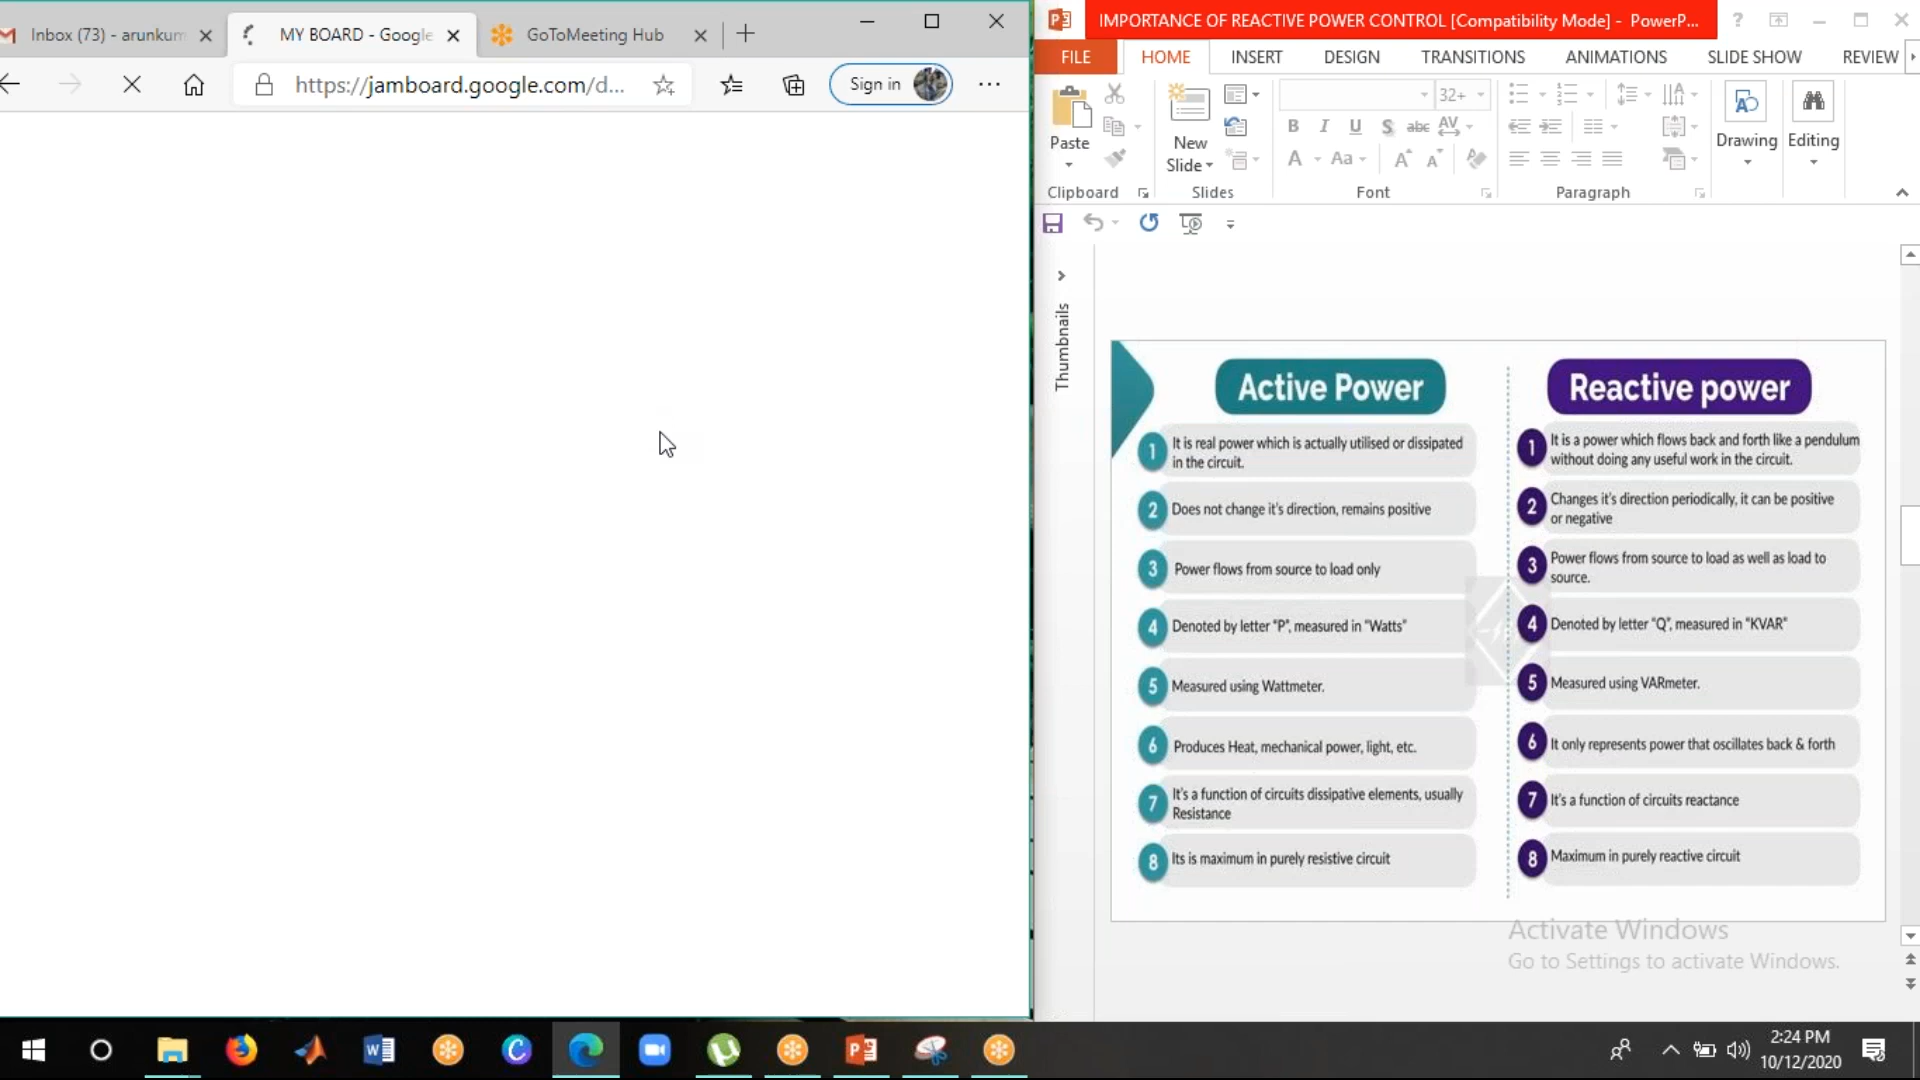 Inbox (73) - arunkum
MY BOARD - Google
GoToMeeting Hub
https://jamboard.google.com/d...
Sign in
IMPORTANCE OF REACTIVE POWER CONTROL [Compatibility Mode] - PowerP...
FILE
HOME
INSERT
DESIGN
TRANSITIONS
ANIMATIONS
SLIDE SHOW
REVIEW
Paste
New
Slide
32+
B I U S abc AV
A Aa A A
Drawing
Editing
Clipboard
Slides
Font
Paragraph
Thumbnails
Active Power
1 It is real power which is actually utilised or dissipated
in the circuit.
2 Does not change it's direction, remains positive
3 Power flows from source to load only
4 Denoted by letter "P", measured in "Watts"
5 Measured using Wattmeter.
6 Produces Heat, mechanical power, light, etc.
7 It's a function of circuits dissipative elements, usually
Resistance
8 Its is maximum in purely resistive circuit
Reactive power
1 It is a power which flows back and forth like a pendulum
without doing any useful work in the circuit.
2 Changes it's direction periodically, it can be positive
or negative
3 Power flows from source to load as well as load to
source.
4 Denoted by letter "Q", measured in "KVAR"
5 Measured using VARmeter.
6 It only represents power that oscillates back & forth
7 It's a function of circuits reactance
8 Maximum in purely reactive circuit
Activate Windows
Go to Settings to activate Windows.
2:24 PM
10/12/2020